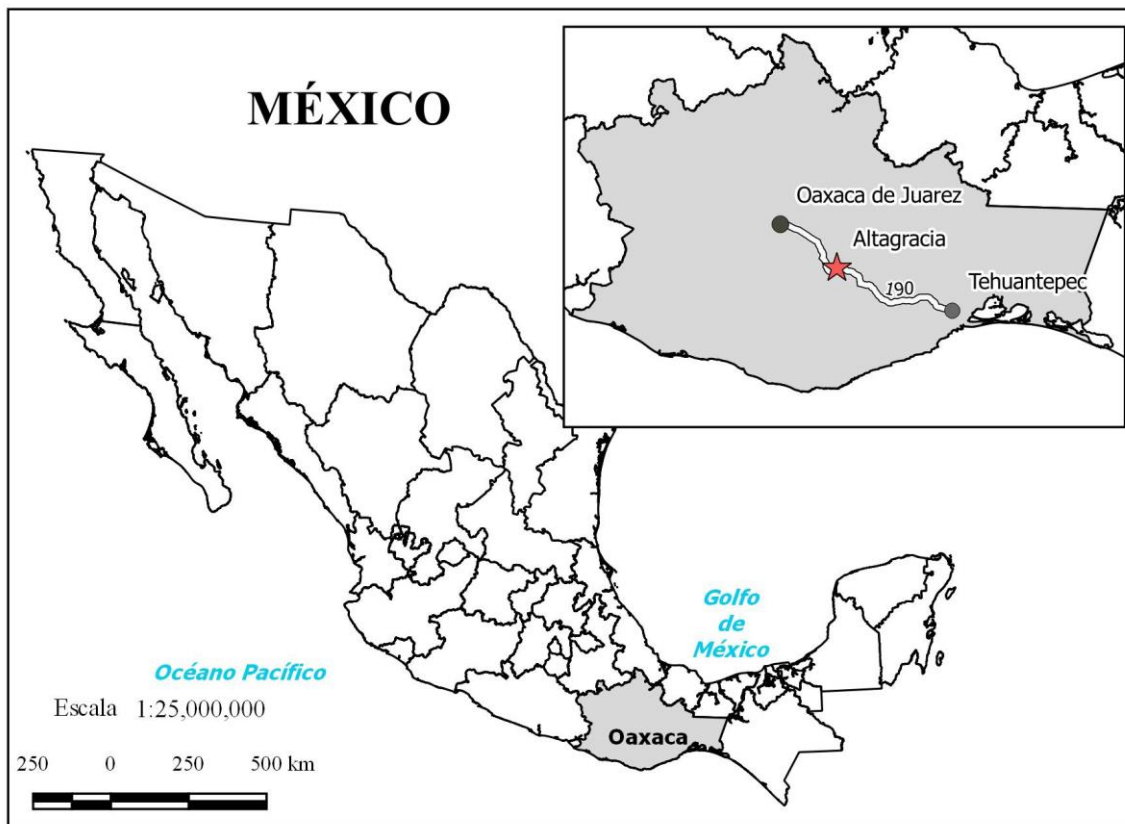 MÉXICO
Oaxaca de Juarez
Altagracia
190
Tehuantepec
Golfo
de
México
Océano Pacífico
Escala 1:25,000,000
Oaxaca
250 0 250 500 km